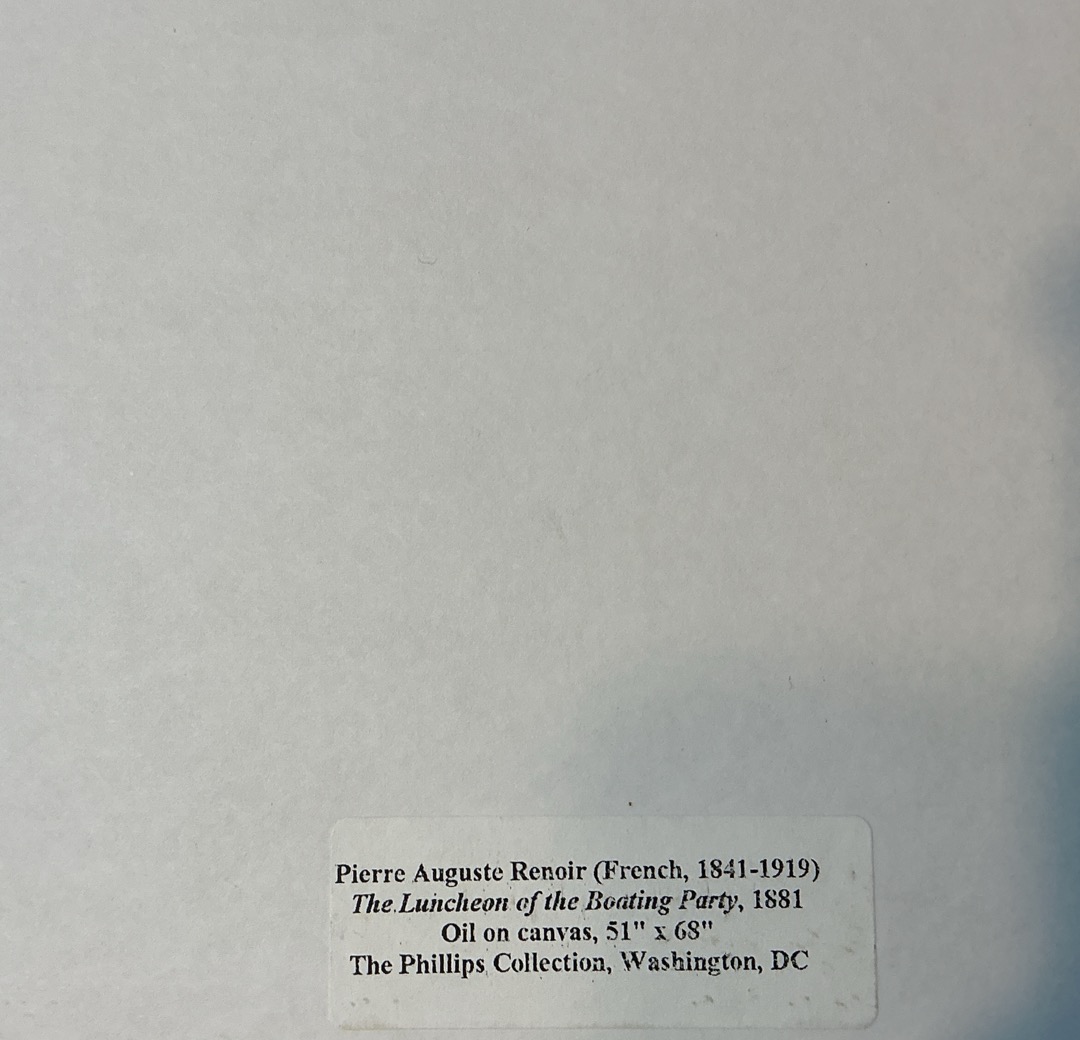 Pierre Auguste Renoir (French, 1841-1919)
The Luncheon of the Boating Party, 1881
Oil on canvas, 51" x 68"
The Phillips Collection, Washington, DC